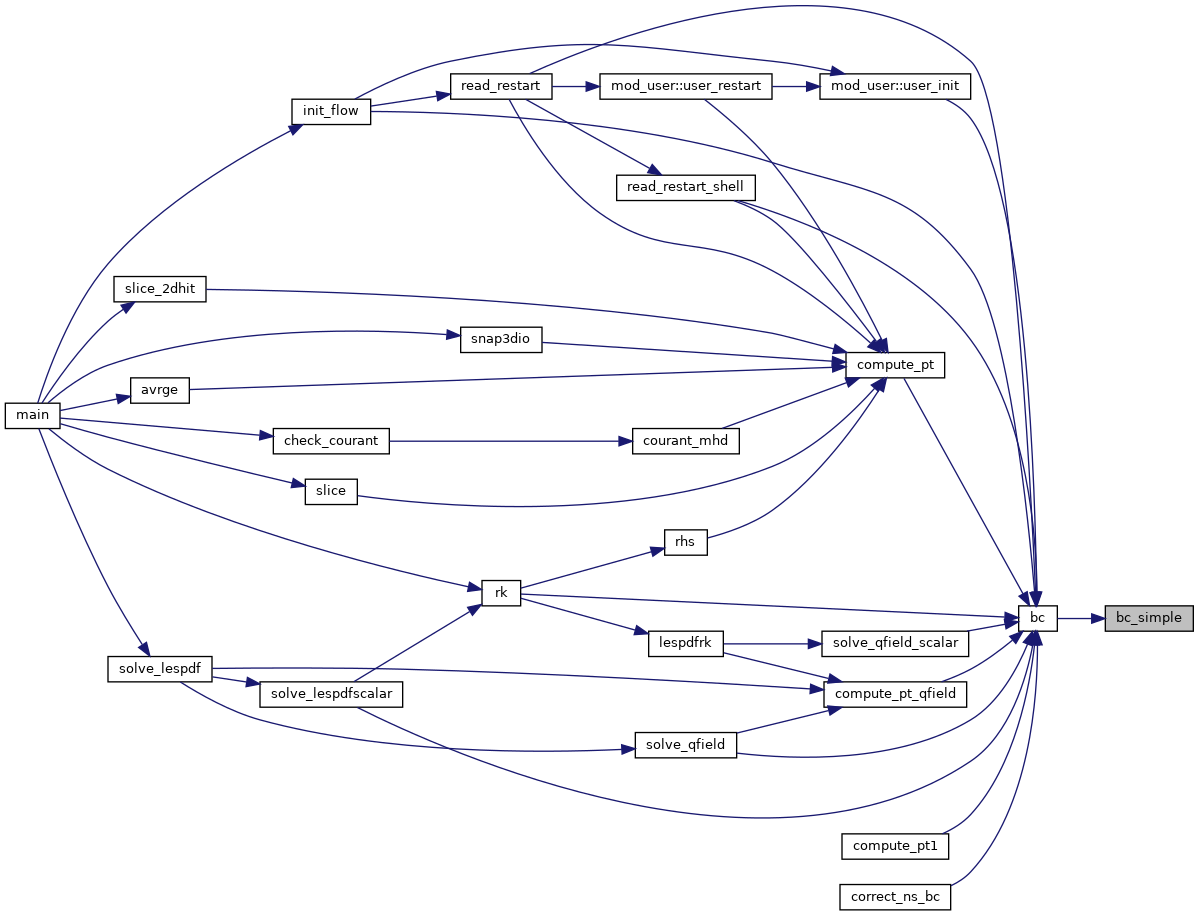 read_restart
mod_user::user_restart
mod_user::user_init
init_flow
read_restart_shell
slice_2dhit
snap3dio
compute_pt
avrge
main
check_courant
courant_mhd
slice
rhs
rk
bc
bc_simple
lespdfrk
solve_qfield_scalar
solve_lespdf
solve_lespdfscalar
compute_pt_qfield
solve_qfield
compute_pt1
correct_ns_bc